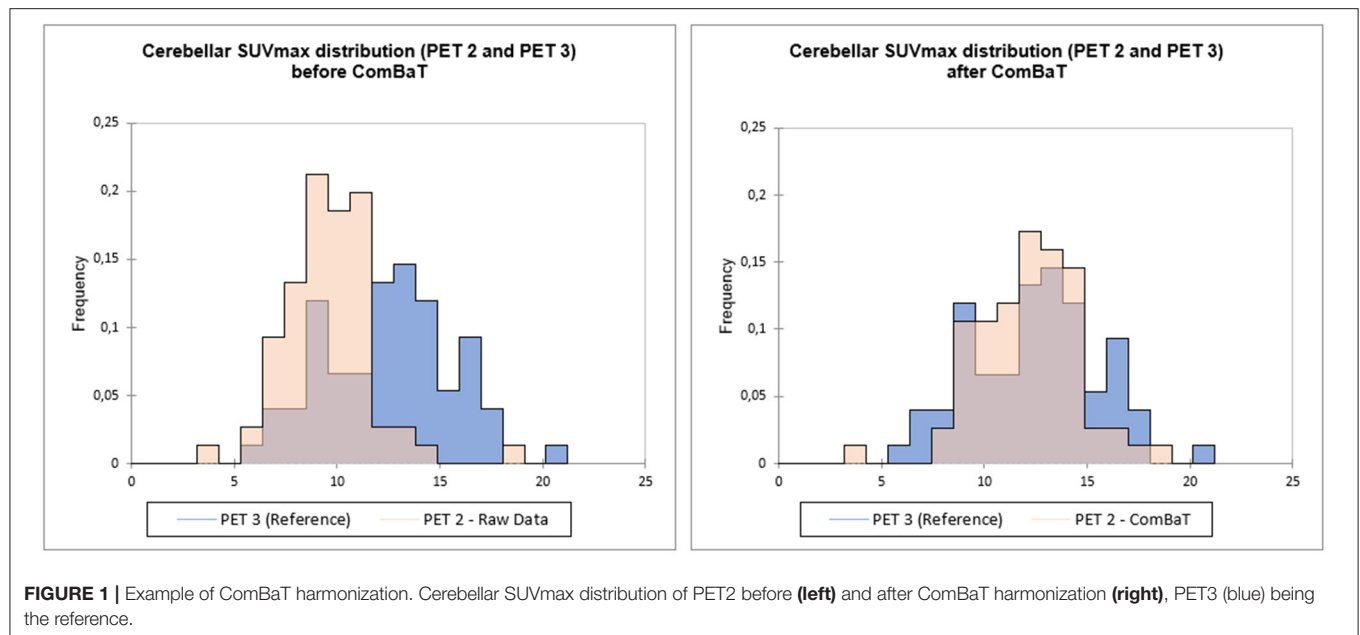 Cerebellar SUVmax distribution (PET 2 and PET 3)
before ComBaT
0,25
0,2
0,15
0,1
0,05
0
Frequency
0 5 10 15 20 25
PET 3 (Reference) PET 2 - Raw Data
Cerebellar SUVmax distribution (PET 2 and PET 3)
after ComBaT
0,25
0,2
0,15
0,1
0,05
0
Frequency
0 5 10 15 20 25
PET 3 (Reference) PET 2 - ComBaT
FIGURE 1 | Example of ComBaT harmonization. Cerebellar SUVmax distribution of PET2 before (left) and after ComBaT harmonization (right), PET3 (blue) being
the reference.